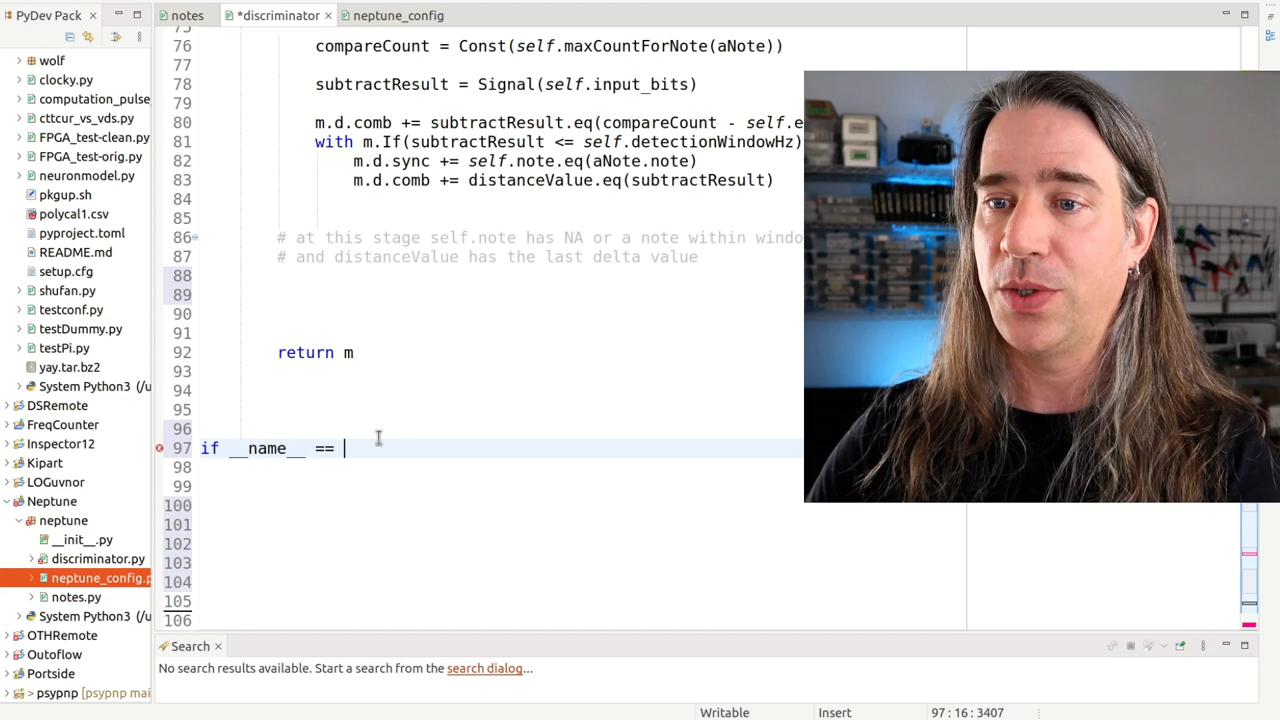 PyDev Pack
notes
*discriminator
neptune_config
wolf
clocky.py
computation_pulse
cttcur_vs_vds.py
FPGA_test-clean.py
FPGA_test-orig.py
neuronmodel.py
pkgup.sh
polycal1.csv
pyproject.toml
README.md
setup.cfg
shufan.py
testconf.py
testDummy.py
testPi.py
yay.tar.bz2
System Python3 (/u
DSRemote
FreqCounter
Inspector12
Kipart
LOGuvnor
Neptune
neptune
__init__.py
discriminator.py
neptune_config.p
notes.py
System Python3 (/u
OTHRemote
Outoflow
Portside
> psypnp [psypnp mai
75
76 compareCount = Const(self.maxCountForNote(aNote))
77
78 subtractResult = Signal(self.input_bits)
79
80 m.d.comb += subtractResult.eq(compareCount - self.e
81 with m.If(subtractResult <= self.detectionWindowHz)
82 m.d.sync += self.note.eq(aNote.note)
83 m.d.comb += distanceValue.eq(subtractResult)
84
85
86 # at this stage self.note has NA or a note within windo
87 # and distanceValue has the last delta value
88
89
90
91
92 return m
93
94
95
96
97 if __name__ ==
98
99
100
101
102
103
104
105
106
Search
No search results available. Start a search from the search dialog...
Writable
Insert
97 : 16 : 3407